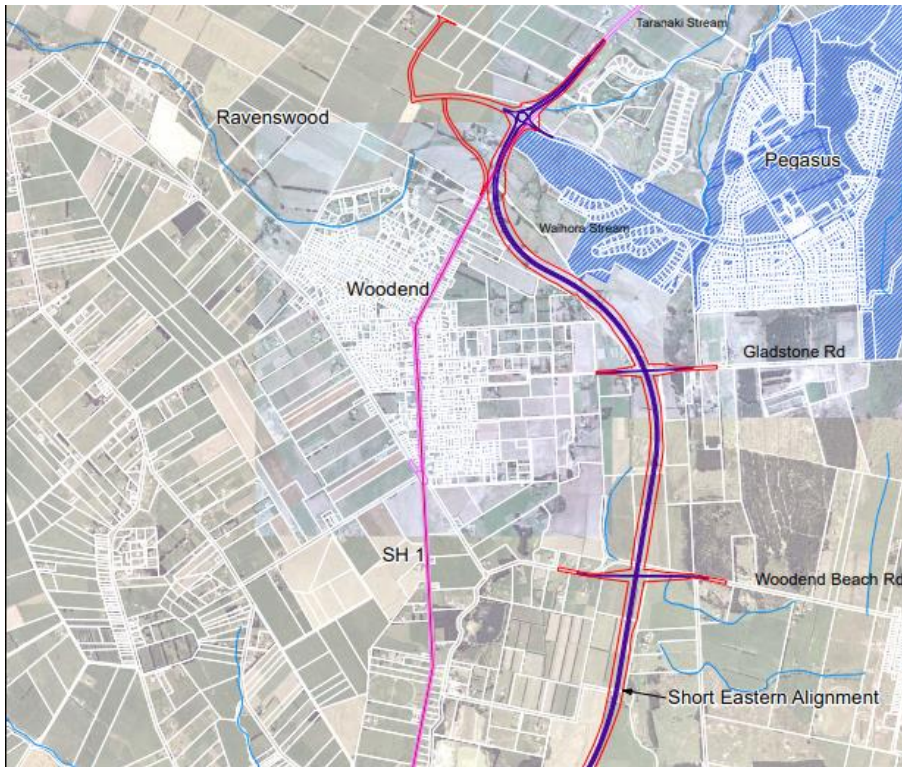 Taranaki Stream
Ravenswood
Pegasus
Waihora Stream
Woodend
Gladstone Rd
SH 1
Woodend Beach Rd
Short Eastern Alignment